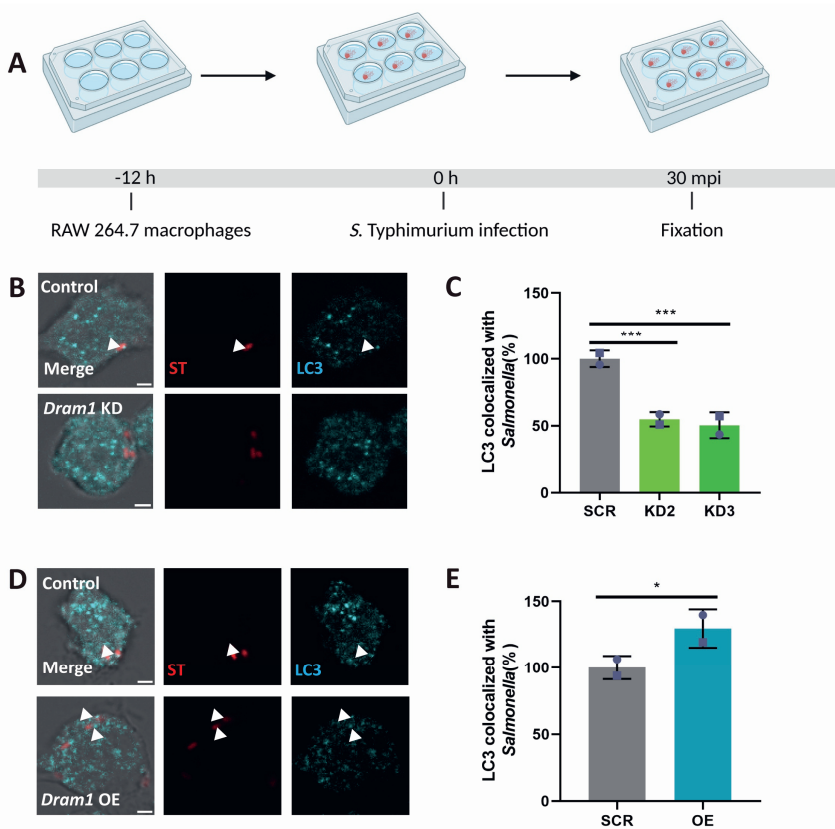 A
-12 h
0 h
30 mpi
RAW 264.7 macrophages
S. Typhimurium infection
Fixation
B
Control
Merge
ST
LC3
Dram1 KD
C
LC3 colocalized with
Salmonella(%)
150
100
50
0
***
***
SCR
KD2
KD3
D
Control
Merge
ST
LC3
Dram1 OE
E
LC3 colocalized with
Salmonella(%)
150
100
50
0
*
SCR
OE